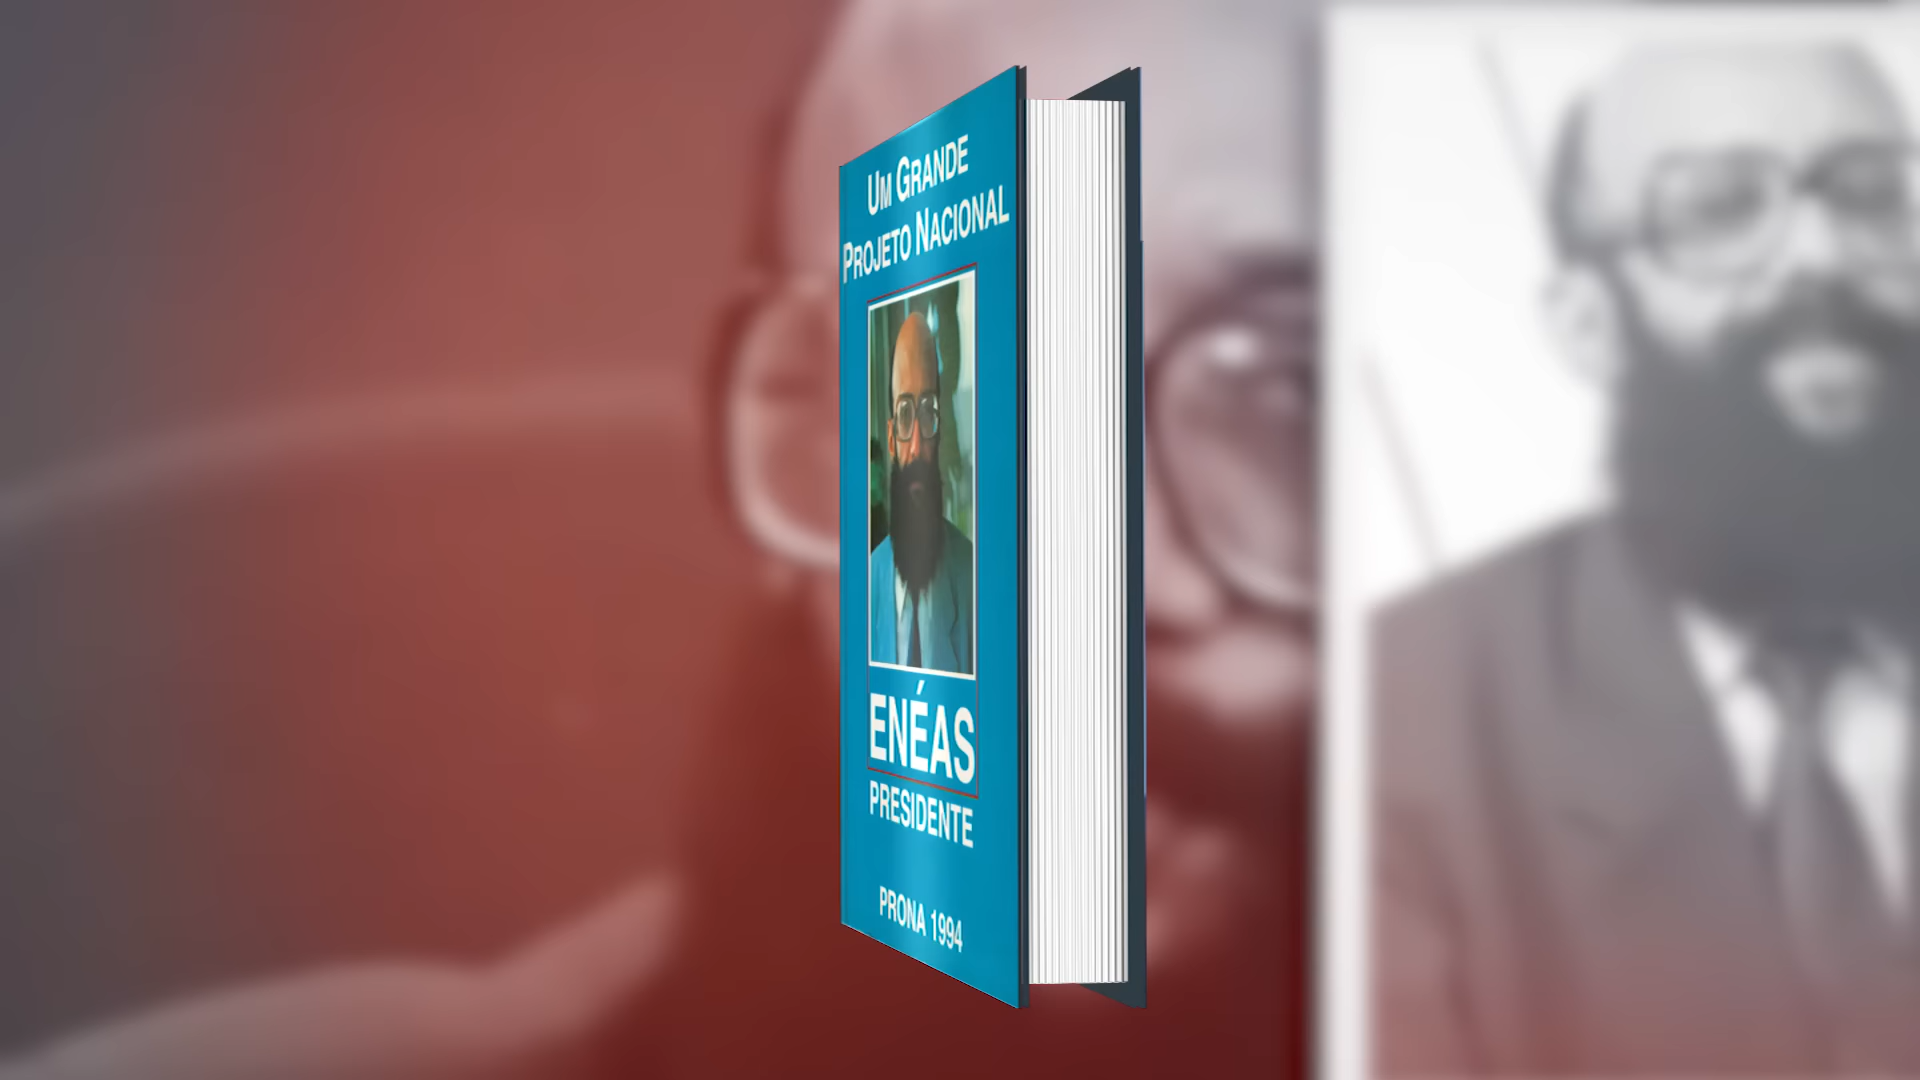 UM GRANDE
PROJETO NACIONAL
ENÉAS
PRESIDENTE
PRONA 1994